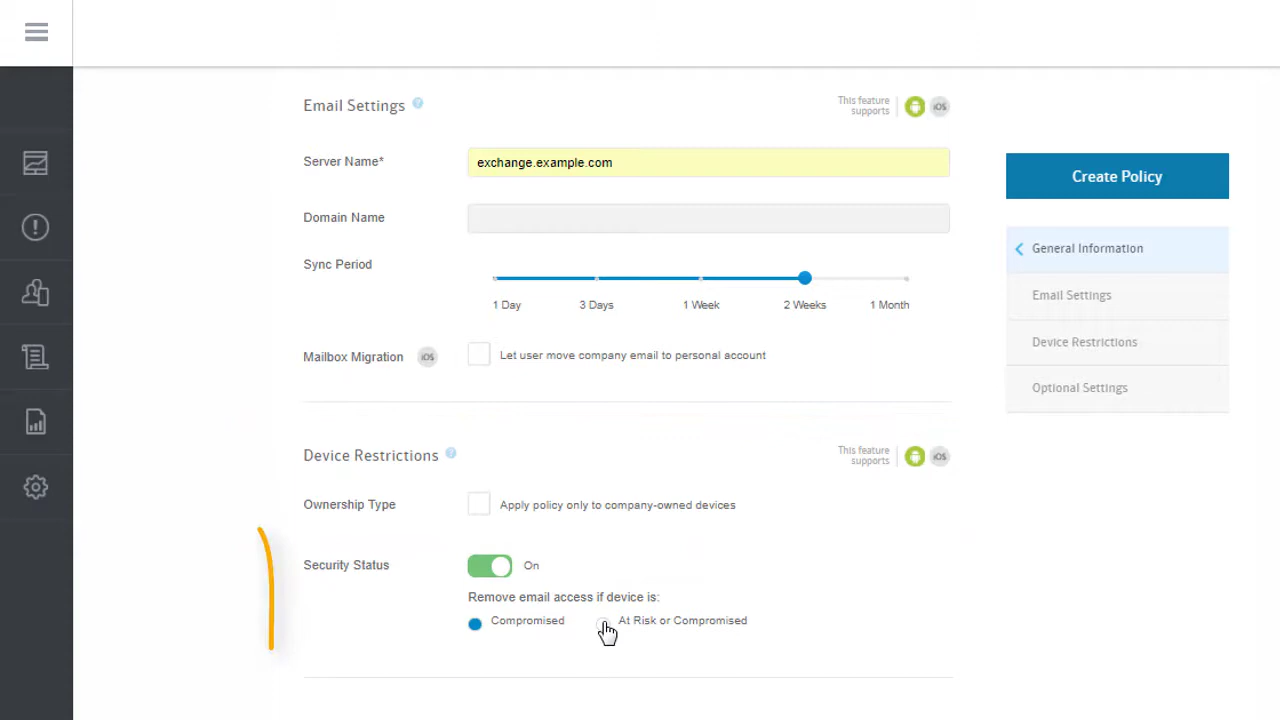 Email Settings ?
This feature
supports
iOS
Server Name*
exchange.example.com
Create Policy
Domain Name
General Information
Sync Period
Email Settings
1 Day
3 Days
1 Week
2 Weeks
1 Month
Device Restrictions
Mailbox Migration
iOS
Let user move company email to personal account
Optional Settings
Device Restrictions ?
This feature
supports
iOS
Ownership Type
Apply policy only to company-owned devices
Security Status
On
Remove email access if device is:
Compromised
At Risk or Compromised